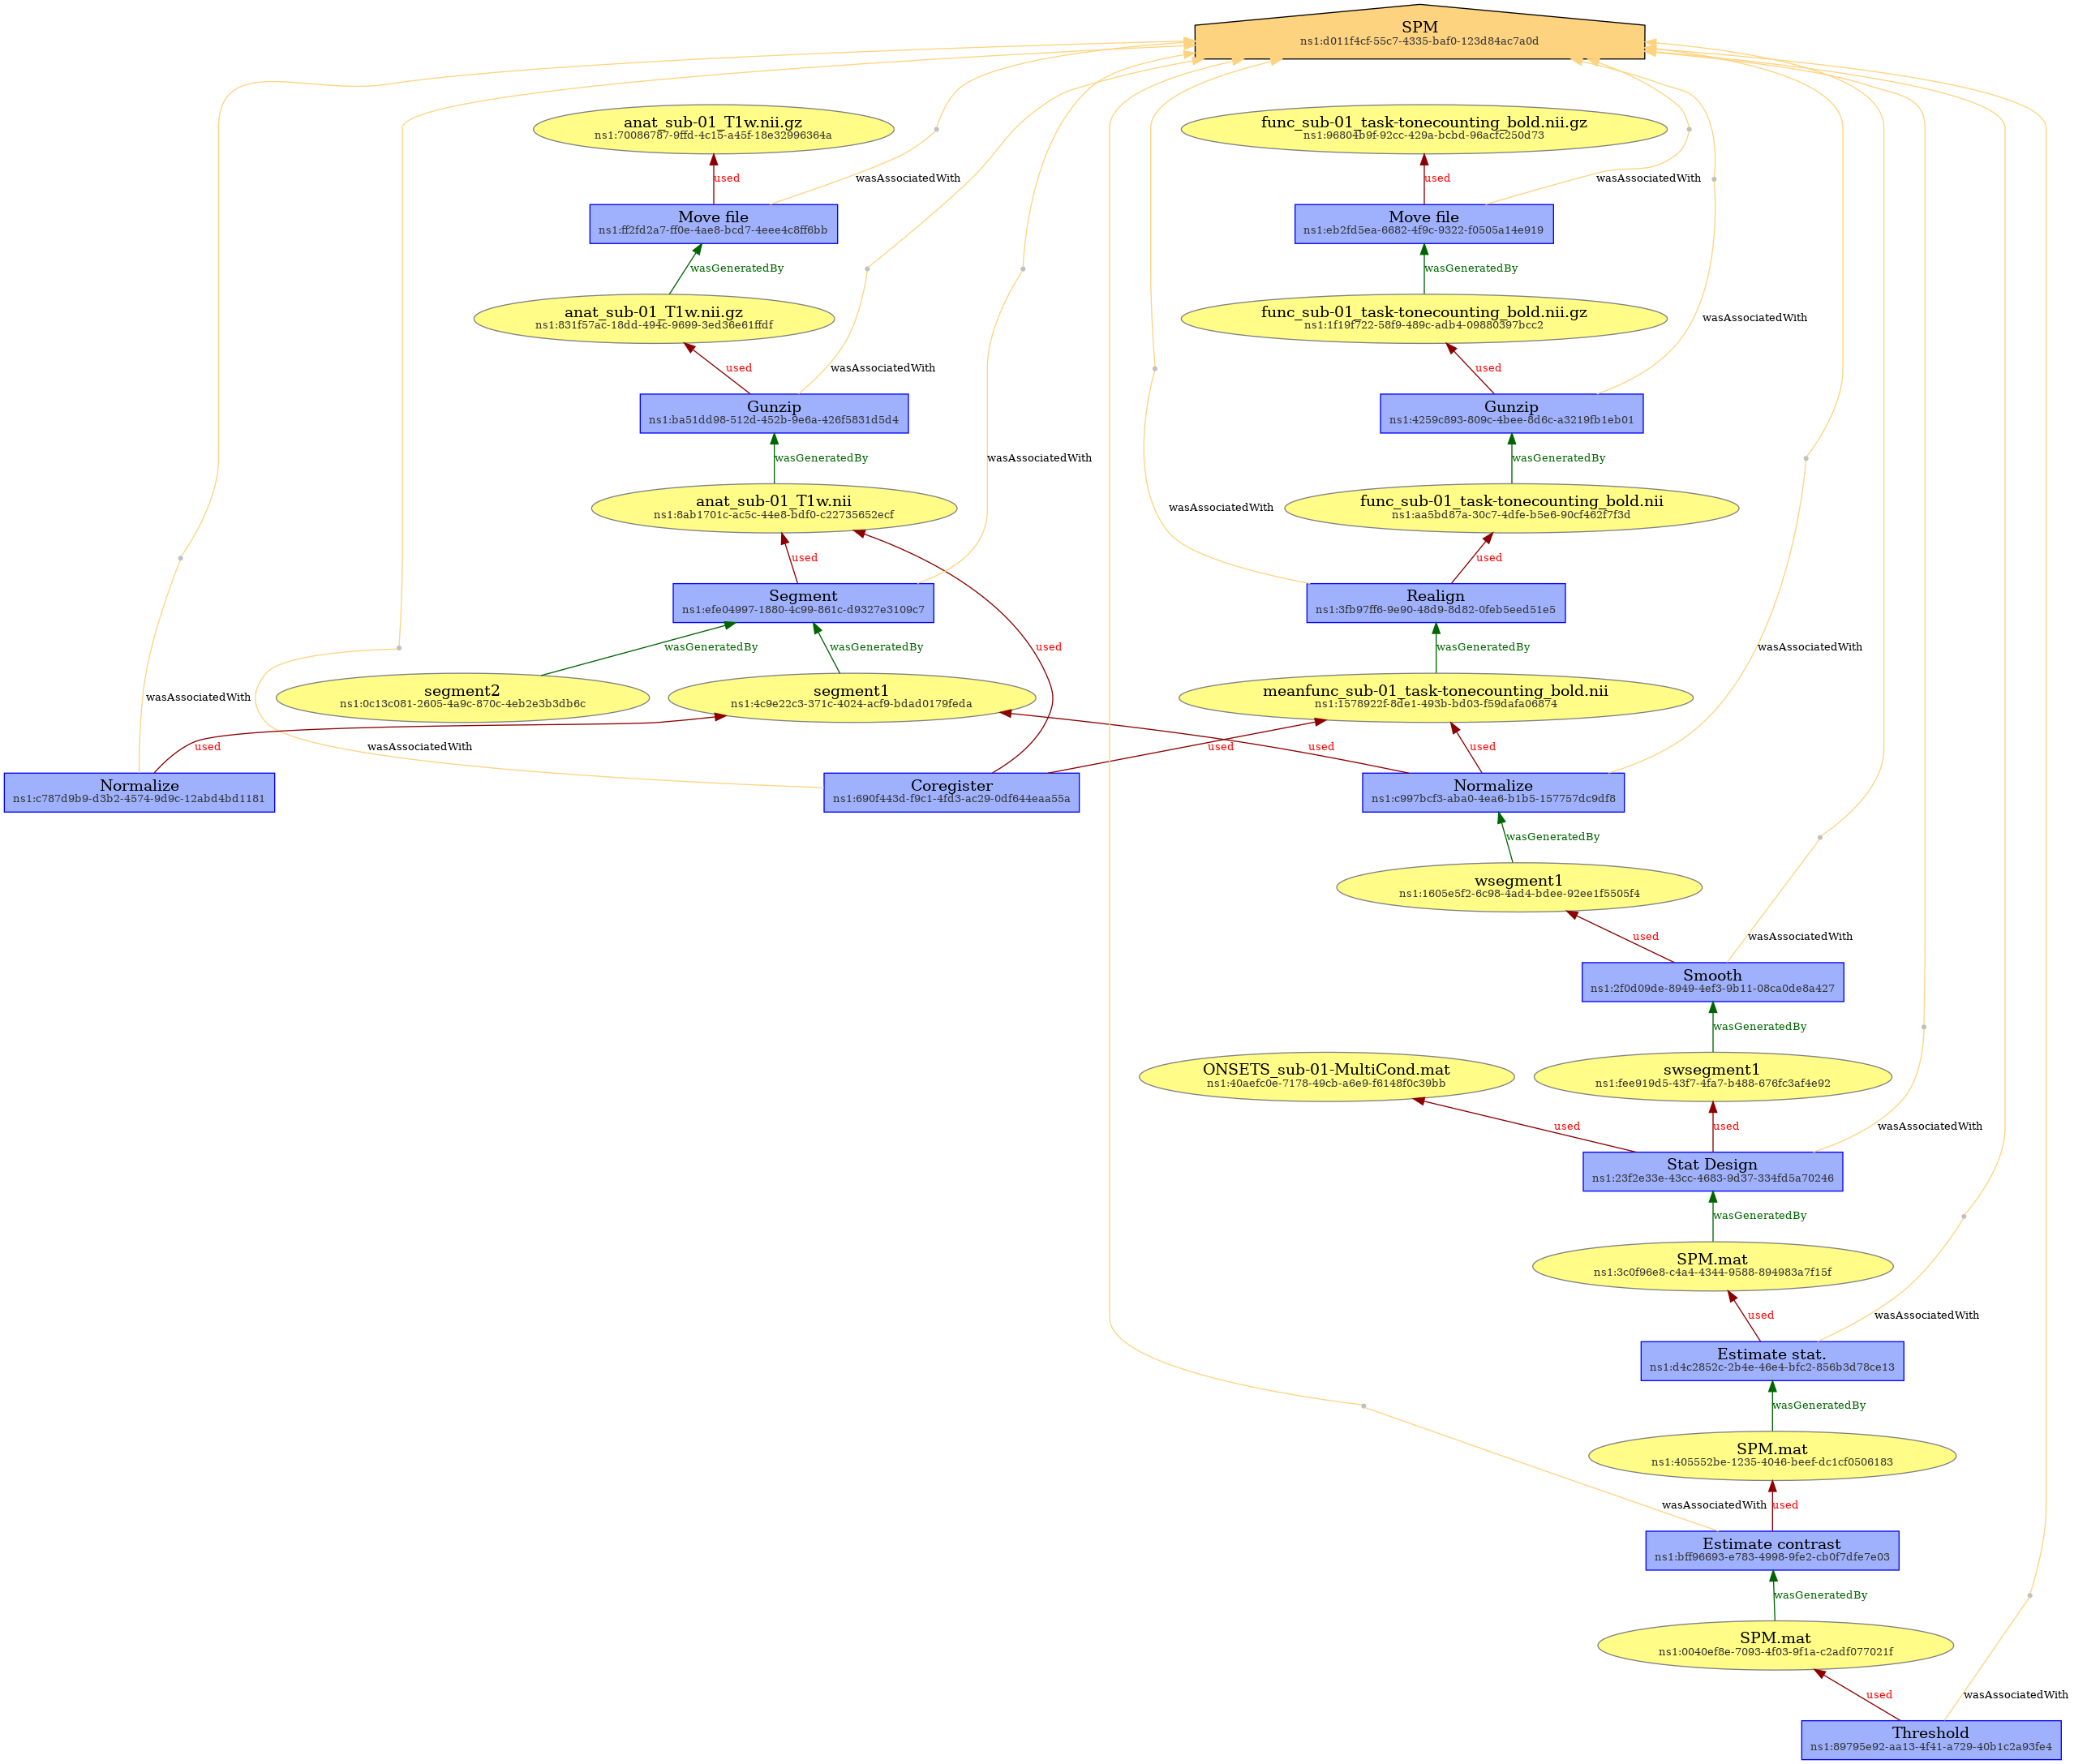 SPM
ns1:d011f4cf-55c7-4335-baf0-123d84ac7a0d
anat_sub-01_T1w.nii.gz
ns1:70086787-9ffd-4c15-a45f-18e32996364a
func_sub-01_task-tonecounting_bold.nii.gz
ns1:96804b9f-92cc-429a-bcbd-96acfc250d73
used
wasAssociatedWith
used
wasAssociatedWith
Move file
ns1:ff2fd2a7-ff0e-4ae8-bcd7-4eee4c8ff6bb
Move file
ns1:eb2fd5ea-6682-4f9c-9322-f0505a14e919
wasGeneratedBy
wasGeneratedBy
anat_sub-01_T1w.nii.gz
ns1:831f57ac-18dd-494c-9699-3ed36e61ffdf
func_sub-01_task-tonecounting_bold.nii.gz
ns1:1f19f722-58f9-489c-adb4-09880397bcc2
wasAssociatedWith
used
wasAssociatedWith
used
Gunzip
ns1:ba51dd98-512d-452b-9e6a-426f5831d5d4
Gunzip
ns1:4259c893-809c-4bee-8d6c-a3219fb1eb01
wasGeneratedBy
wasAssociatedWith
wasGeneratedBy
anat_sub-01_T1w.nii
ns1:8ab1701c-ac5c-44e8-bdf0-c22735652ecf
wasAssociatedWith
func_sub-01_task-tonecounting_bold.nii
ns1:aa5bd87a-30c7-4dfe-b5e6-90cf462f7f3d
used
used
Segment
ns1:efe04997-1880-4c99-861c-d9327e3109c7
Realign
ns1:3fb97ff6-9e90-48d9-8d82-0feb5eed51e5
wasGeneratedBy
wasGeneratedBy
used
wasGeneratedBy
wasAssociatedWith
wasAssociatedWith
segment2
ns1:0c13c081-2605-4a9c-870c-4eb2e3b3db6c
segment1
ns1:4c9e22c3-371c-4024-acf9-bdad0179feda
meanfunc_sub-01_task-tonecounting_bold.nii
ns1:1578922f-8de1-493b-bd03-f59dafa06874
used
wasAssociatedWith
used
used
used
Normalize
ns1:c787d9b9-d3b2-4574-9d9c-12abd4bd1181
Coregister
ns1:690f443d-f9c1-4fd3-ac29-0df644eaa55a
Normalize
ns1:c997bcf3-aba0-4ea6-b1b5-157757dc9df8
wasGeneratedBy
wsegment1
ns1:1605e5f2-6c98-4ad4-bdee-92ee1f5505f4
used
wasAssociatedWith
Smooth
ns1:2f0d09de-8949-4ef3-9b11-08ca0de8a427
wasGeneratedBy
ONSETS_sub-01-MultiCond.mat
ns1:40aefc0e-7178-49cb-a6e9-f6148f0c39bb
swsegment1
ns1:fee919d5-43f7-4fa7-b488-676fc3af4e92
used
used
wasAssociatedWith
Stat Design
ns1:23f2e33e-43cc-4683-9d37-334fd5a70246
wasGeneratedBy
SPM.mat
ns1:3c0f96e8-c4a4-4344-9588-894983a7f15f
used
wasAssociatedWith
Estimate stat.
ns1:d4c2852c-2b4e-46e4-bfc2-856b3d78ce13
wasGeneratedBy
SPM.mat
ns1:405552be-1235-4046-beef-dc1cf0506183
wasAssociatedWith
used
Estimate contrast
ns1:bff96693-e783-4998-9fe2-cb0f7dfe7e03
wasGeneratedBy
SPM.mat
ns1:0040ef8e-7093-4f03-9f1a-c2adf077021f
used
wasAssociatedWith
Threshold
ns1:89795e92-aa13-4f41-a729-40b1c2a93fe4